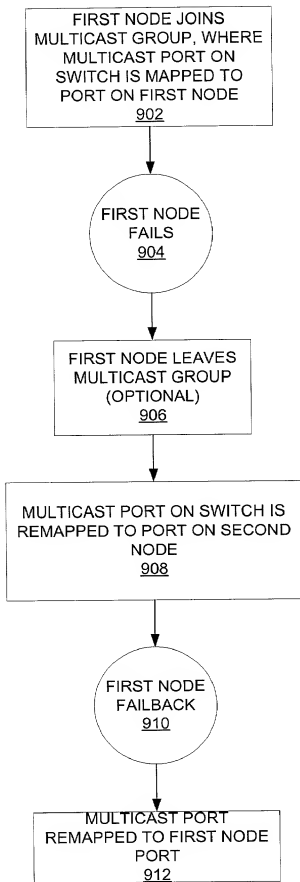 FIRST NODE JOINS
MULTICAST GROUP, WHERE
MULTICAST PORT ON
SWITCH IS MAPPED TO
PORT ON FIRST NODE
902
FIRST NODE
FAILS
904
FIRST NODE LEAVES
MULTICAST GROUP
(OPTIONAL)
906
MULTICAST PORT ON SWITCH IS
REMAPPED TO PORT ON SECOND
NODE
908
FIRST NODE
FAILBACK
910
MULTICAST PORT
REMAPPED TO FIRST NODE
PORT
912